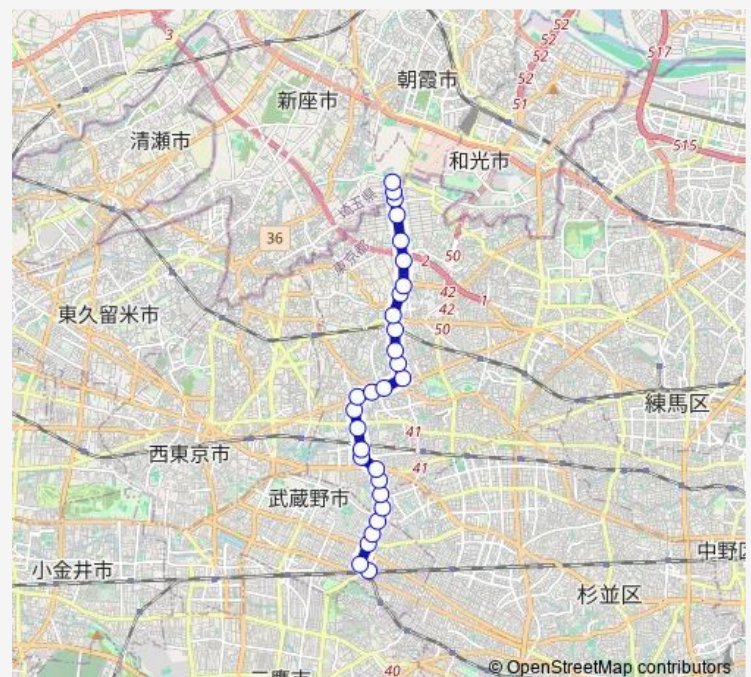 3
52
52
52
52
51
517
朝霞市
新座市
清瀬市
和光市
515
埼玉県
36
東京都
2
50
42
1
東久留米市
42
50
練馬区
41
西東京市
41
武蔵野市
中野区
小金井市
杉並区
40
© OpenStreetMap contributors